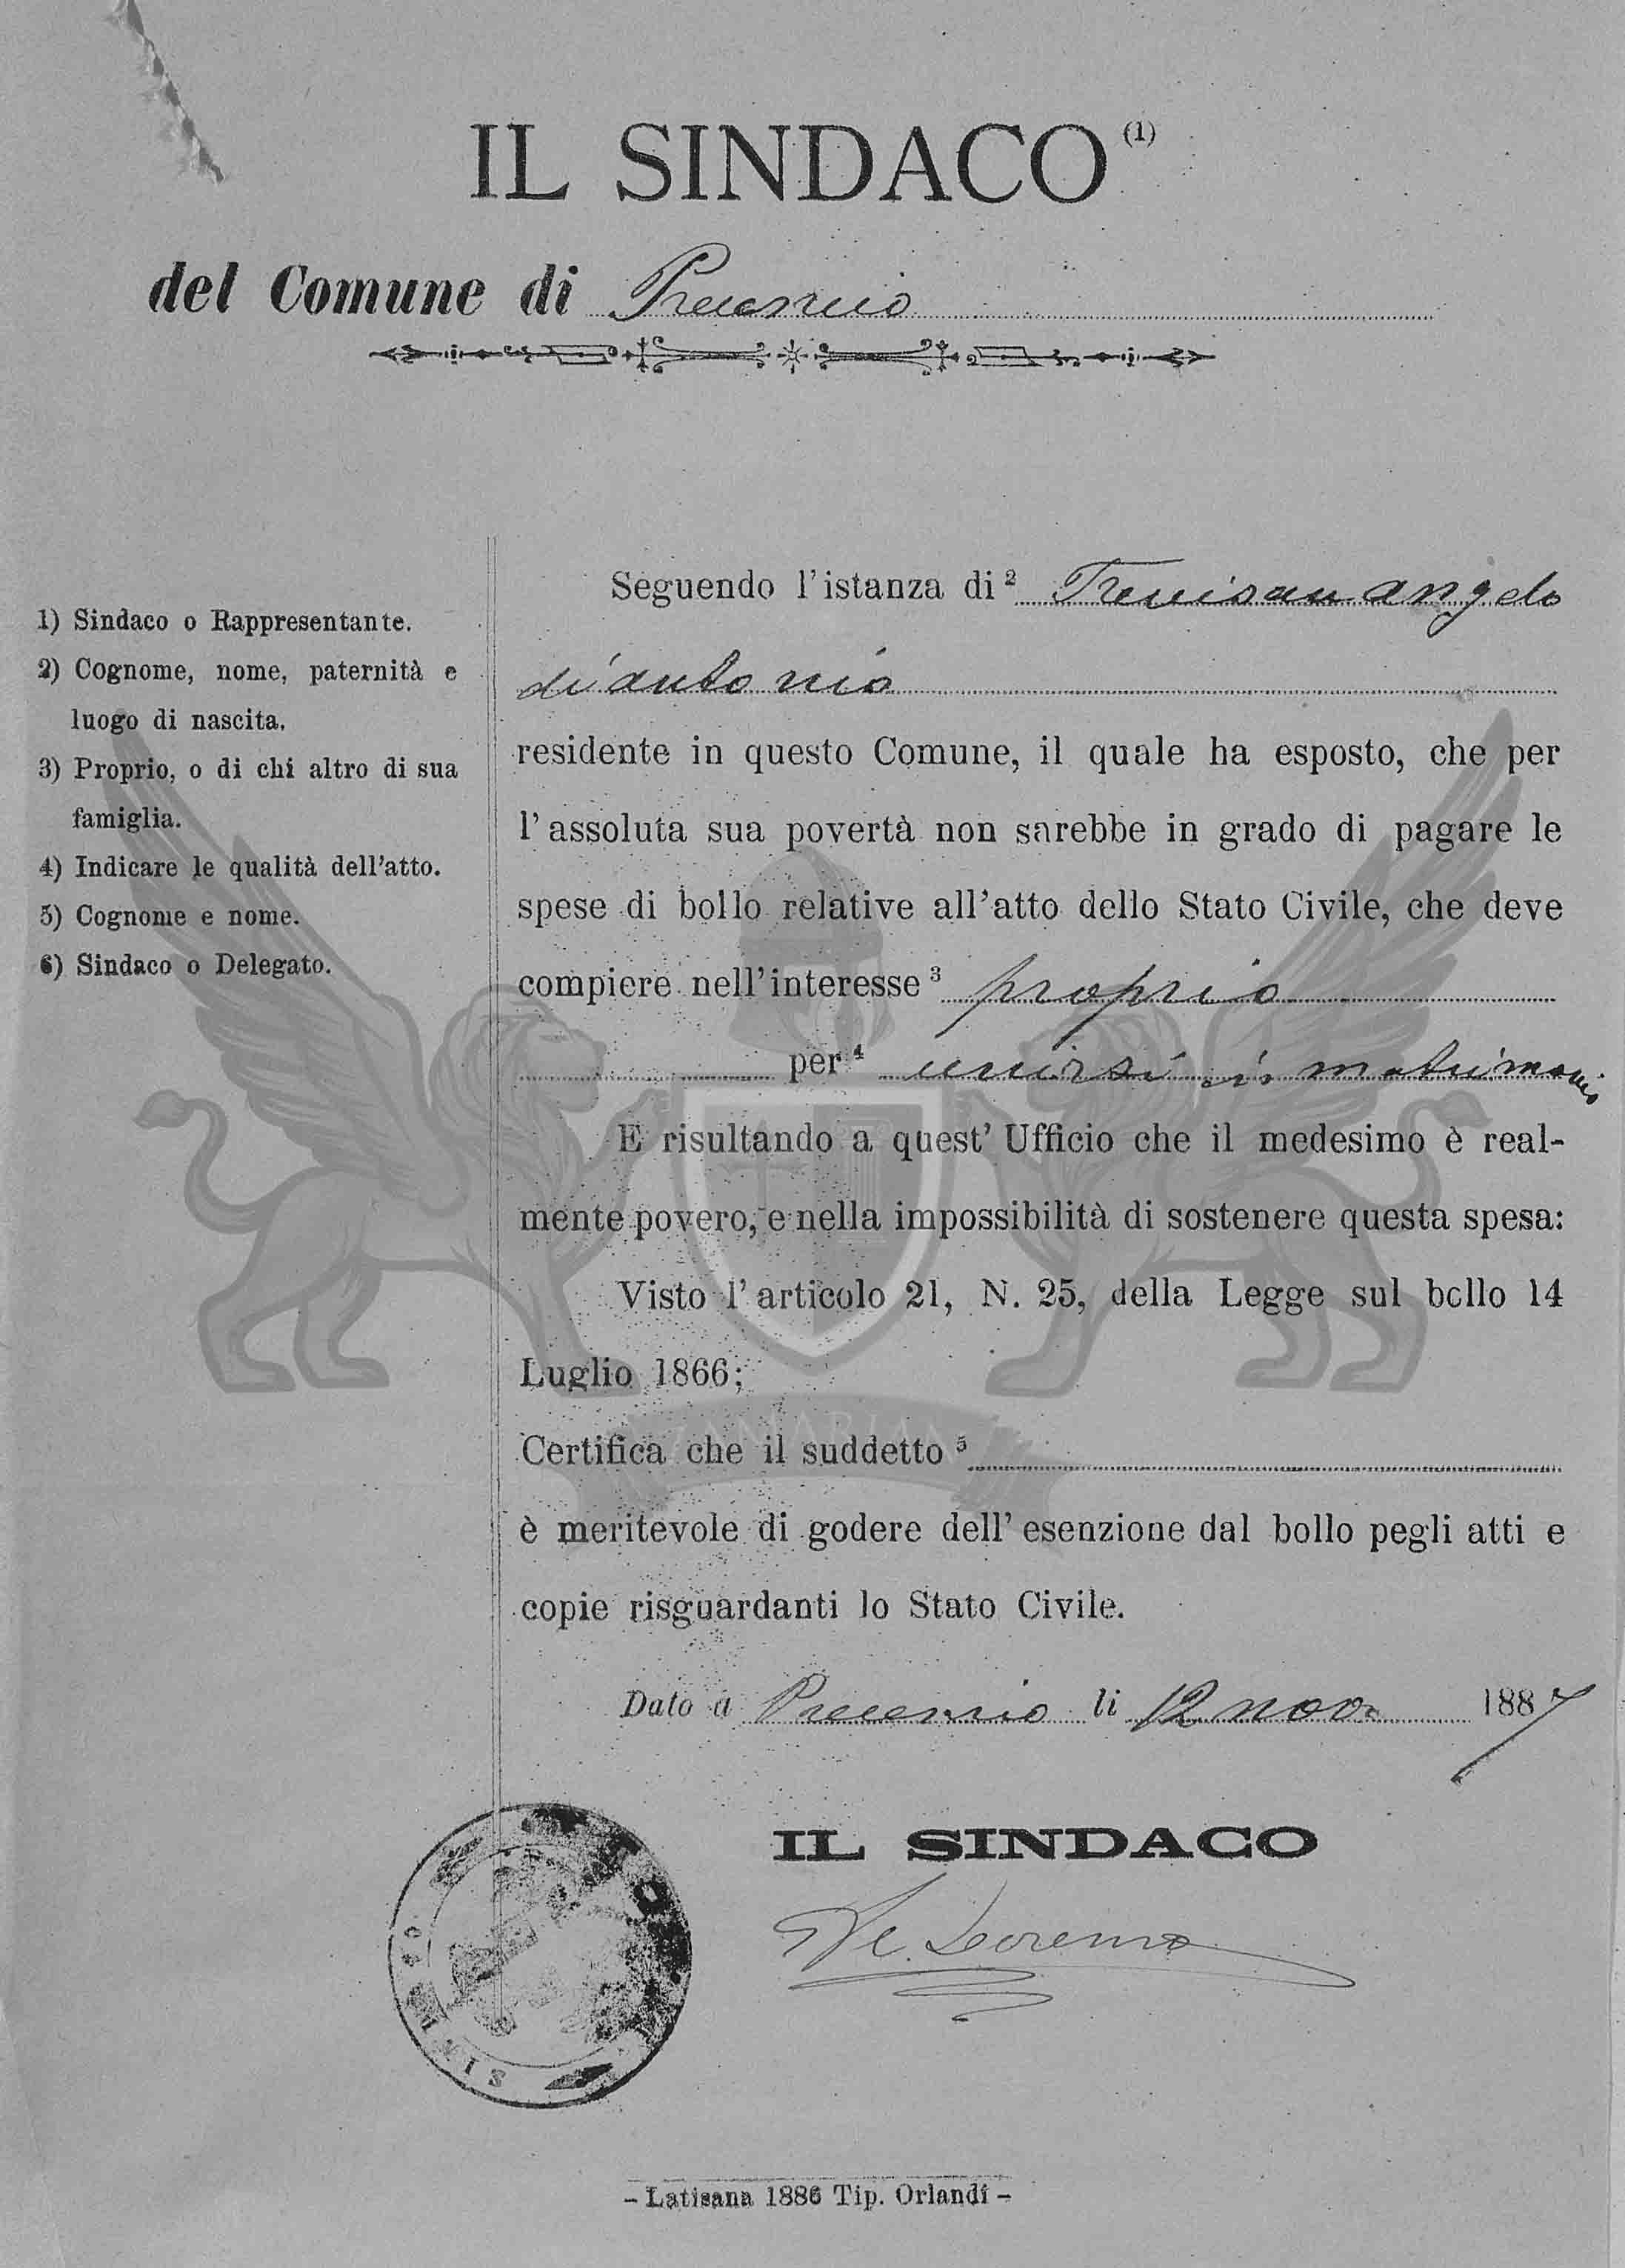 IL SINDACO (1)
del Comune di Precenico
Seguendo l'istanza di ² Trevisan Angelo
di Antonio
residente in questo Comune, il quale ha esposto, che per
l'assoluta sua povertà non sarebbe in grado di pagare le
spese di bollo relative all'atto dello Stato Civile, che deve
compiere nell'interesse ³ proprio
per ⁴ unirsi in matrimonio
E risultando a quest' Ufficio che il medesimo è real-
mente povero, e nella impossibilità di sostenere questa spesa:
Visto l'articolo 21, N. 25, della Legge sul bollo 14
Luglio 1866;
Certifica che il suddetto ⁵
è meritevole di godere dell'esenzione dal bollo pegli atti e
copie risguardanti lo Stato Civile.
Dato a Precenico li 12 novr 1887
IL SINDACO
1) Sindaco o Rappresentante.
2) Cognome, nome, paternità e
luogo di nascita.
3) Proprio, o di chi altro di sua
famiglia.
4) Indicare le qualità dell'atto.
5) Cognome e nome.
6) Sindaco o Delegato.
– Latisana 1886 Tip. Orlandi –